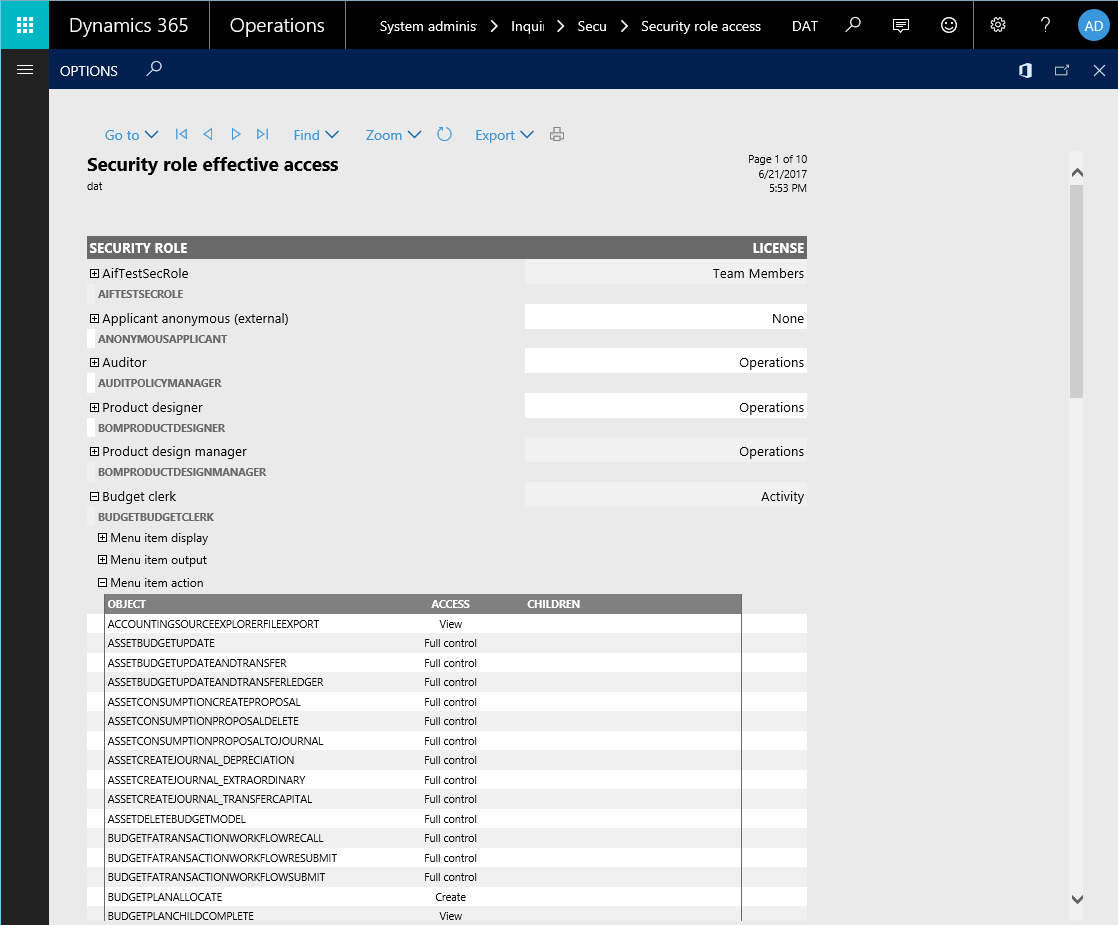 Dynamics 365 Operations System adminis Inqui Secu Security role access DAT ? AD
OPTIONS
Go to Find Zoom Export
Security role effective access
Page 1 of 10
dat
6/21/2017
5:53 PM
SECURITY ROLE LICENSE
AifTestSecRole Team Members
AIFTESTSECROLE
Applicant anonymous (external) None
ANONYMOUSAPPLICANT
Auditor Operations
AUDITPOLICYMANAGER
Product designer Operations
BOMPRODUCTDESIGNER
Product design manager Operations
BOMPRODUCTDESIGNMANAGER
Budget clerk Activity
BUDGETBUDGETCLERK
Menu item display
Menu item output
Menu item action
OBJECT ACCESS CHILDREN
ACCOUNTINGSOURCEEXPLORERFILEEXPORT View
ASSETBUDGETUPDATE Full control
ASSETBUDGETUPDATEANDTRANSFER Full control
ASSETBUDGETUPDATEANDTRANSFERLEDGER Full control
ASSETCONSUMPTIONCREATEPROPOSAL Full control
ASSETCONSUMPTIONPROPOSALDELETE Full control
ASSETCONSUMPTIONPROPOSALTOJOURNAL Full control
ASSETCREATEJOURNAL_DEPRECIATION Full control
ASSETCREATEJOURNAL_EXTRAORDINARY Full control
ASSETCREATEJOURNAL_TRANSFERCAPITAL Full control
ASSETDELETEBUDGETMODEL Full control
BUDGETFATRANSACTIONWORKFLOWRECALL Full control
BUDGETFATRANSACTIONWORKFLOWRESUBMIT Full control
BUDGETFATRANSACTIONWORKFLOWSUBMIT Full control
BUDGETPLANALLOCATE Create
BUDGETPLANCHILDCOMPLETE View